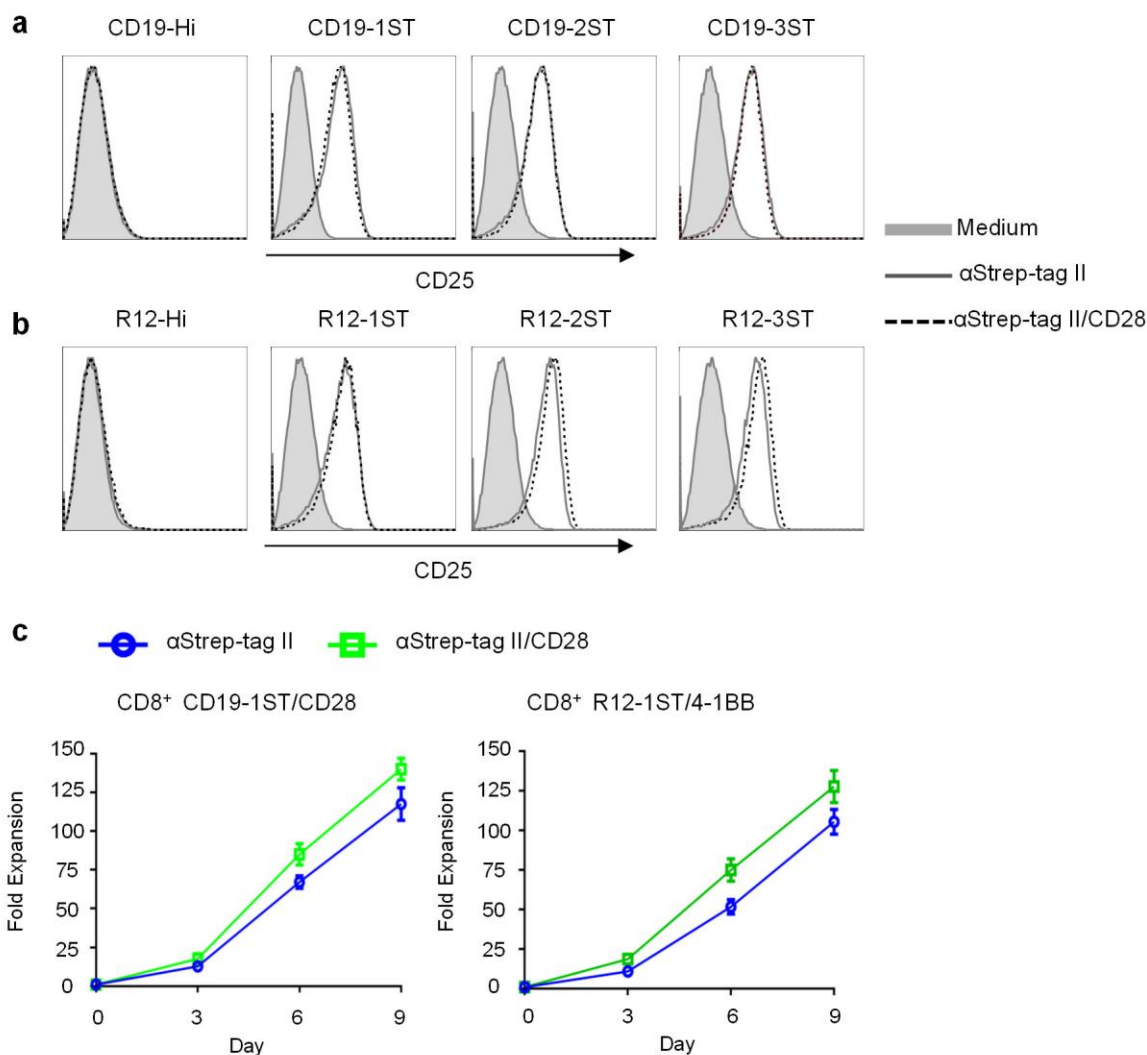 a
CD19-Hi CD19-1ST CD19-2ST CD19-3ST
CD25
Medium
αStrep-tag II
αStrep-tag II/CD28
b
R12-Hi R12-1ST R12-2ST R12-3ST
CD25
c
αStrep-tag II αStrep-tag II/CD28
CD8⁺ CD19-1ST/CD28 CD8⁺ R12-1ST/4-1BB
150 150
125 125
100 100
75 75
50 50
25 25
0 0
Fold Expansion Fold Expansion
0 3 6 9 0 3 6 9
Day Day